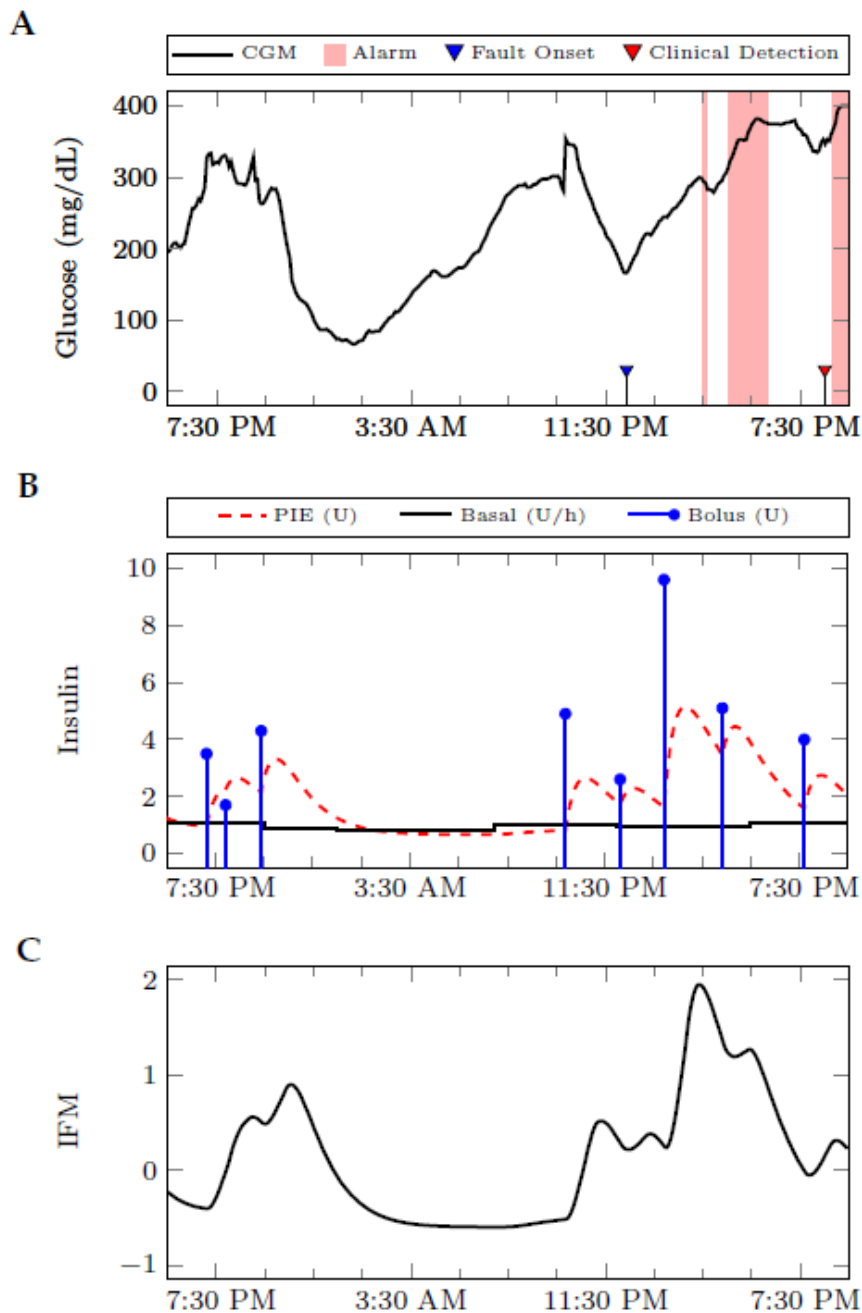 A
CGM Alarm Fault Onset Clinical Detection
400
300
200
100
0
Glucose (mg/dL)
7:30 PM 3:30 AM 11:30 PM 7:30 PM
B
PIE (U) Basal (U/h) Bolus (U)
10
8
6
4
2
0
Insulin
7:30 PM 3:30 AM 11:30 PM 7:30 PM
C
2
1
0
−1
IFM
7:30 PM 3:30 AM 11:30 PM 7:30 PM